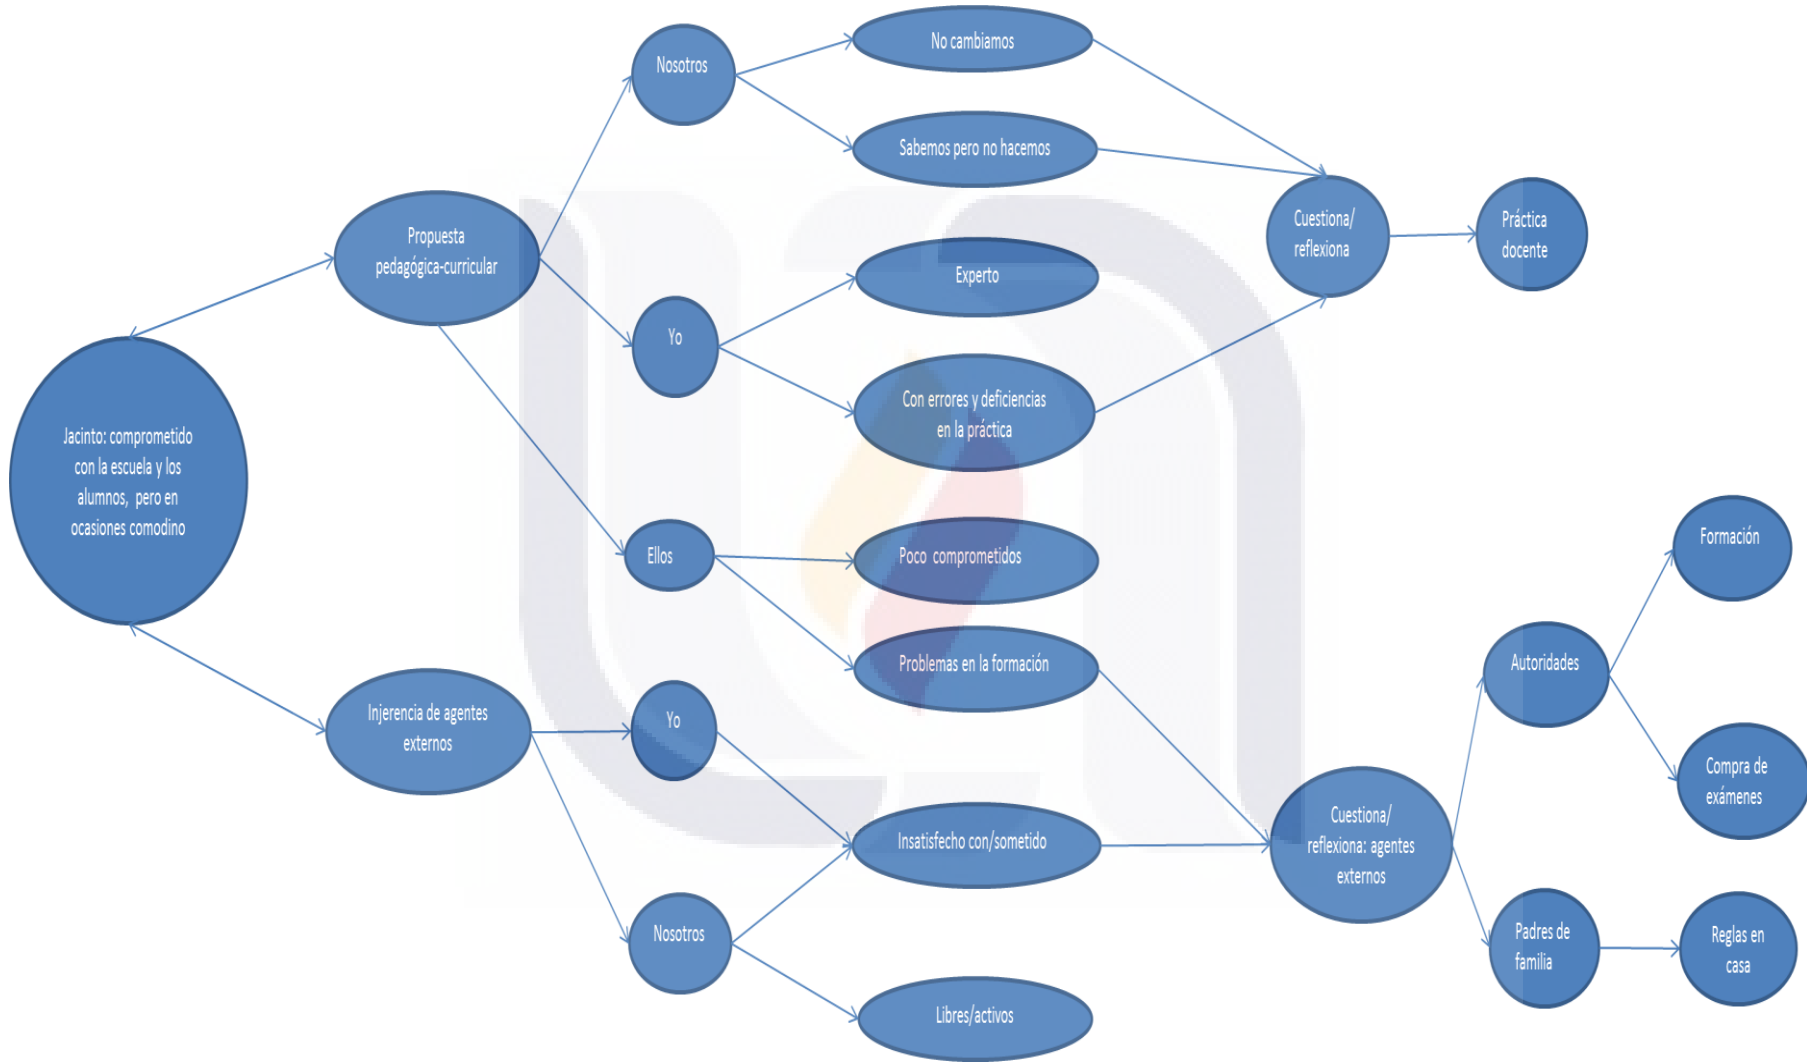 Jacinto: comprometido
con la escuela y los
alumnos, pero en
ocasiones comodino
Propuesta
pedagógica-curricular
Injerencia de agentes
externos
Nosotros
Yo
Ellos
Yo
Nosotros
No cambiamos
Sabemos pero no hacemos
Experto
Con errores y deficiencias
en la práctica
Poco comprometidos
Problemas en la formación
Insatisfecho con/sometido
Libres/activos
Cuestiona/
reflexiona
Práctica
docente
Cuestiona/
reflexiona: agentes
externos
Autoridades
Padres de
familia
Formación
Compra de
exámenes
Reglas en
casa